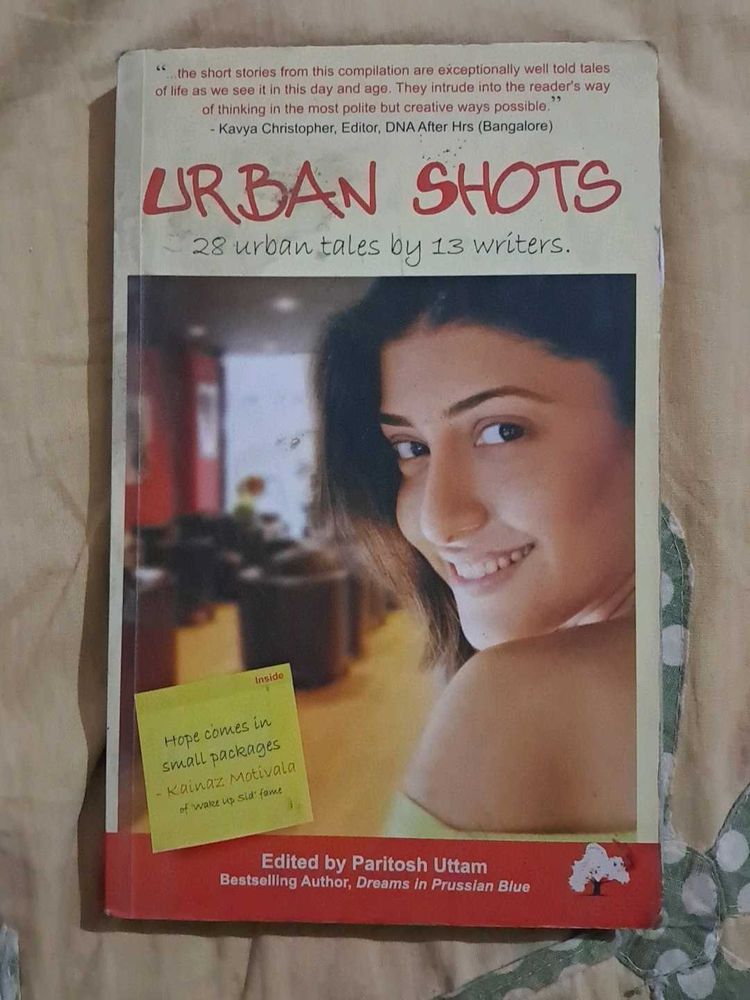 “...the short stories from this compilation are exceptionally well told tales
of life as we see it in this day and age. They intrude into the reader's way
of thinking in the most polite but creative ways possible.”
- Kavya Christopher, Editor, DNA After Hrs (Bangalore)
URBAN SHOTS
28 urban tales by 13 writers.
Inside
Hope comes in
small packages
- Kainaz Motivala
of 'Wake Up Sid' fame
Edited by Paritosh Uttam
Bestselling Author, Dreams in Prussian Blue